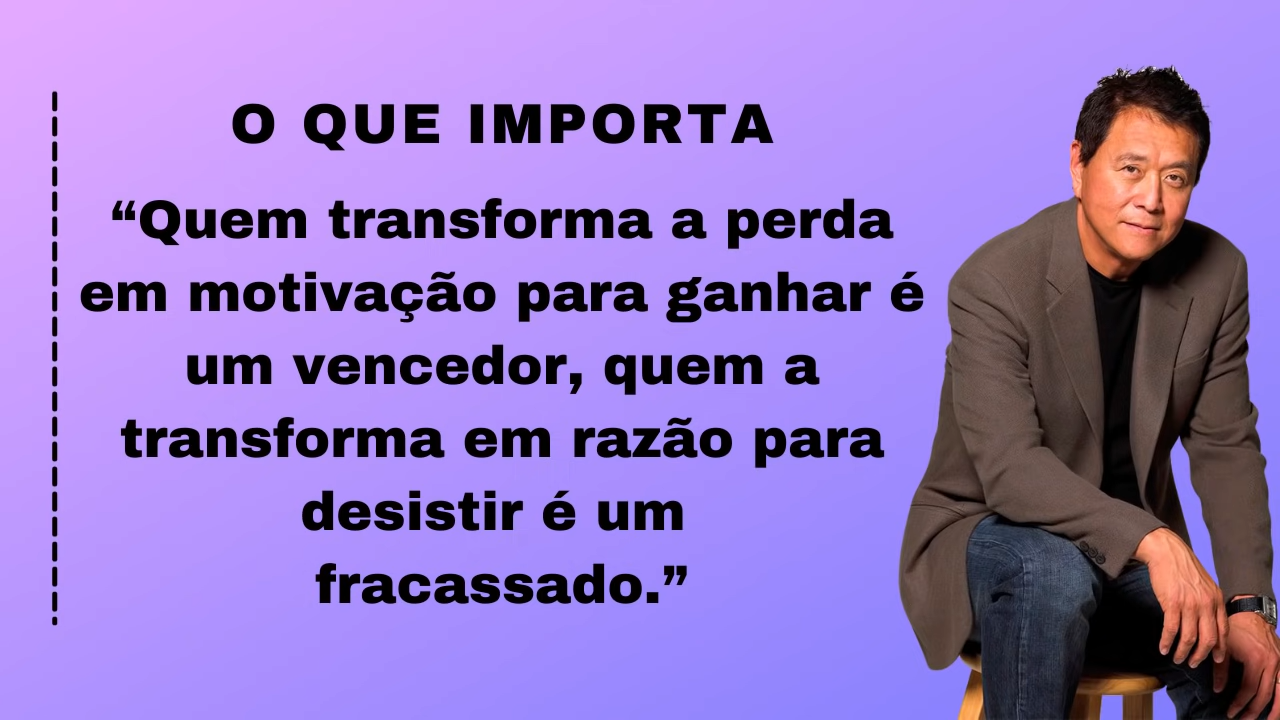 O QUE IMPORTA
“Quem transforma a perda
em motivação para ganhar é
um vencedor, quem a
transforma em razão para
desistir é um
fracassado.”